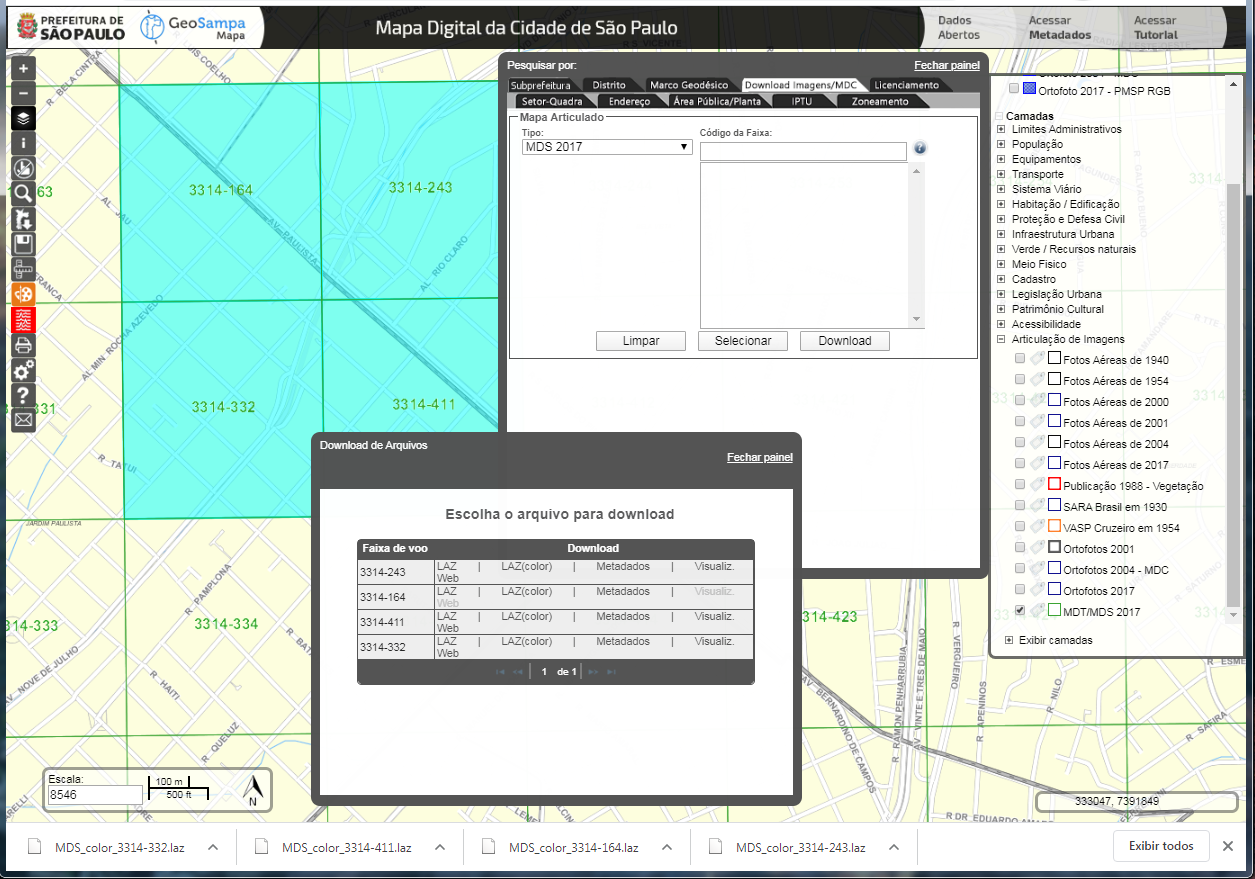 PREFEITURA DE
SÃO PAULO
GeoSampa
Mapa
Mapa Digital da Cidade de São Paulo
Dados
Abertos
Acessar
Metadados
Acessar
Tutorial
Pesquisar por:
Fechar painel
Subprefeitura
Distrito
Marco Geodésico
Download Imagens/MDC
Licenciamento
Setor-Quadra
Endereço
Área Pública/Planta
IPTU
Zoneamento
Mapa Articulado
Tipo:
MDS 2017
Código da Faixa:
Limpar
Selecionar
Download
Ortofoto 2017 - PMSP RGB
Camadas
Limites Administrativos
População
Equipamentos
Transporte
Sistema Viário
Habitação / Edificação
Proteção e Defesa Civil
Infraestrutura Urbana
Verde / Recursos naturais
Meio Fisico
Cadastro
Legislação Urbana
Patrimônio Cultural
Acessibilidade
Articulação de Imagens
Fotos Aéreas de 1940
Fotos Aéreas de 1954
Fotos Aéreas de 2000
Fotos Aéreas de 2001
Fotos Aéreas de 2004
Fotos Aéreas de 2017
Publicação 1988 - Vegetação
SARA Brasil em 1930
VASP Cruzeiro em 1954
Ortofotos 2001
Ortofotos 2004 - MDC
Ortofotos 2017
MDT/MDS 2017
Exibir camadas
R. BELA CINTRA
3314-164
3314-243
AL. JAU
AV. PAULISTA
AL. RIO CLARO
AL MIN. ROCHA AZEVEDO
3314-332
3314-411
R. TATUI
JARDIM PAULISTA
R. PAMPLONA
3314-334
AV. NOVE DE JULHO
R. HAITI
R. QUELUZ
R. VERGUEIRO
AV. VINTE E TRES DE MAIO
R. RAMON PENHARRUBIA
AV. BERNARDINO DE CAMPOS
R. APENINOS
R. NILO
R. SAFIRA
Download de Arquivos
Fechar painel
Escolha o arquivo para download
Faixa de voo Download
3314-243 LAZ | LAZ(color) | Metadados | Visualiz.
Web
3314-164 LAZ | LAZ(color) | Metadados | Visualiz.
Web
3314-411 LAZ | LAZ(color) | Metadados | Visualiz.
Web
3314-332 LAZ | LAZ(color) | Metadados | Visualiz.
Web
1 de 1
Escala:
8546
100 m
500 ft
N
333047, 7391849
MDS_color_3314-332.laz
MDS_color_3314-411.laz
MDS_color_3314-164.laz
MDS_color_3314-243.laz
Exibir todos